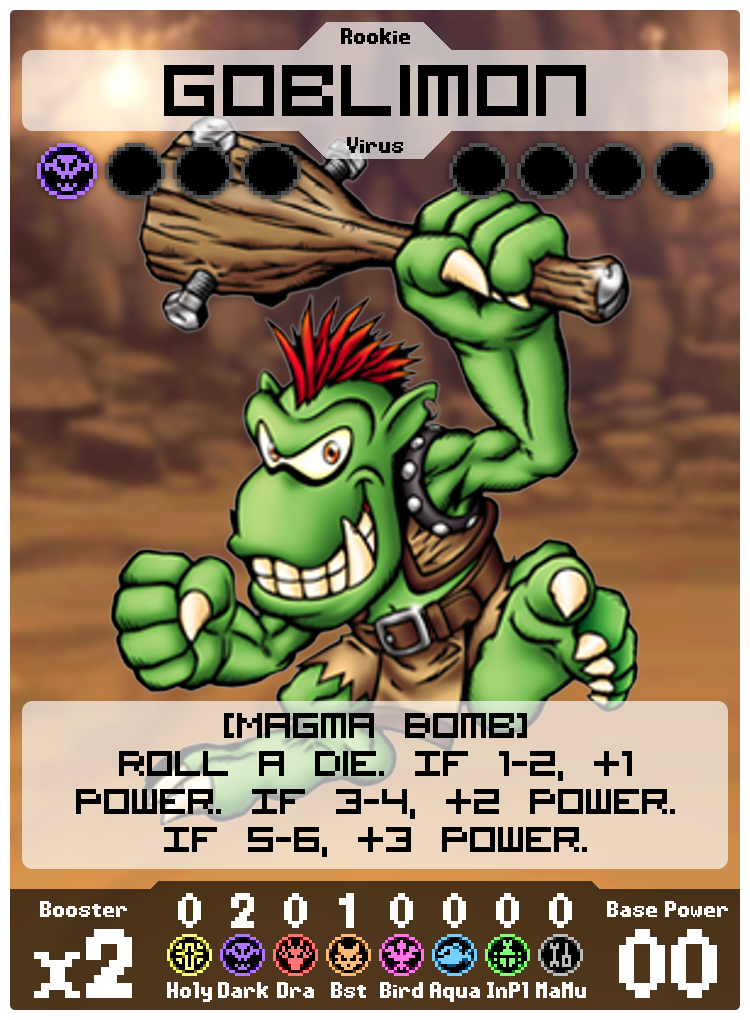 Rookie
GOBLIMON
Virus
[MAGMA BOMB]
ROLL A DIE. IF 1-2, +1
POWER. IF 3-4, +2 POWER.
IF 5-6, +3 POWER.
Booster 0 2 0 1 0 0 0 0 Base Power
x2 00
Holy Dark Dra Bst Bird Aqua InPl MaMu